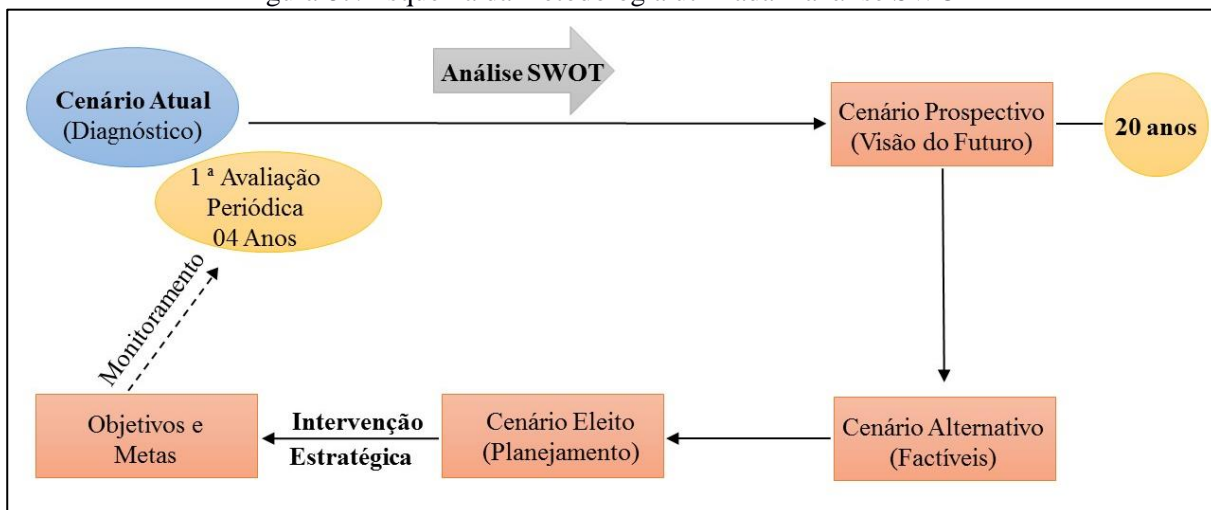 Análise SWOT
Cenário Atual
(Diagnóstico)
Cenário Prospectivo
(Visão do Futuro)
20 anos
1 ª Avaliação
Periódica
04 Anos
Monitoramento
Objetivos e
Metas
Intervenção
Estratégica
Cenário Eleito
(Planejamento)
Cenário Alternativo
(Factíveis)